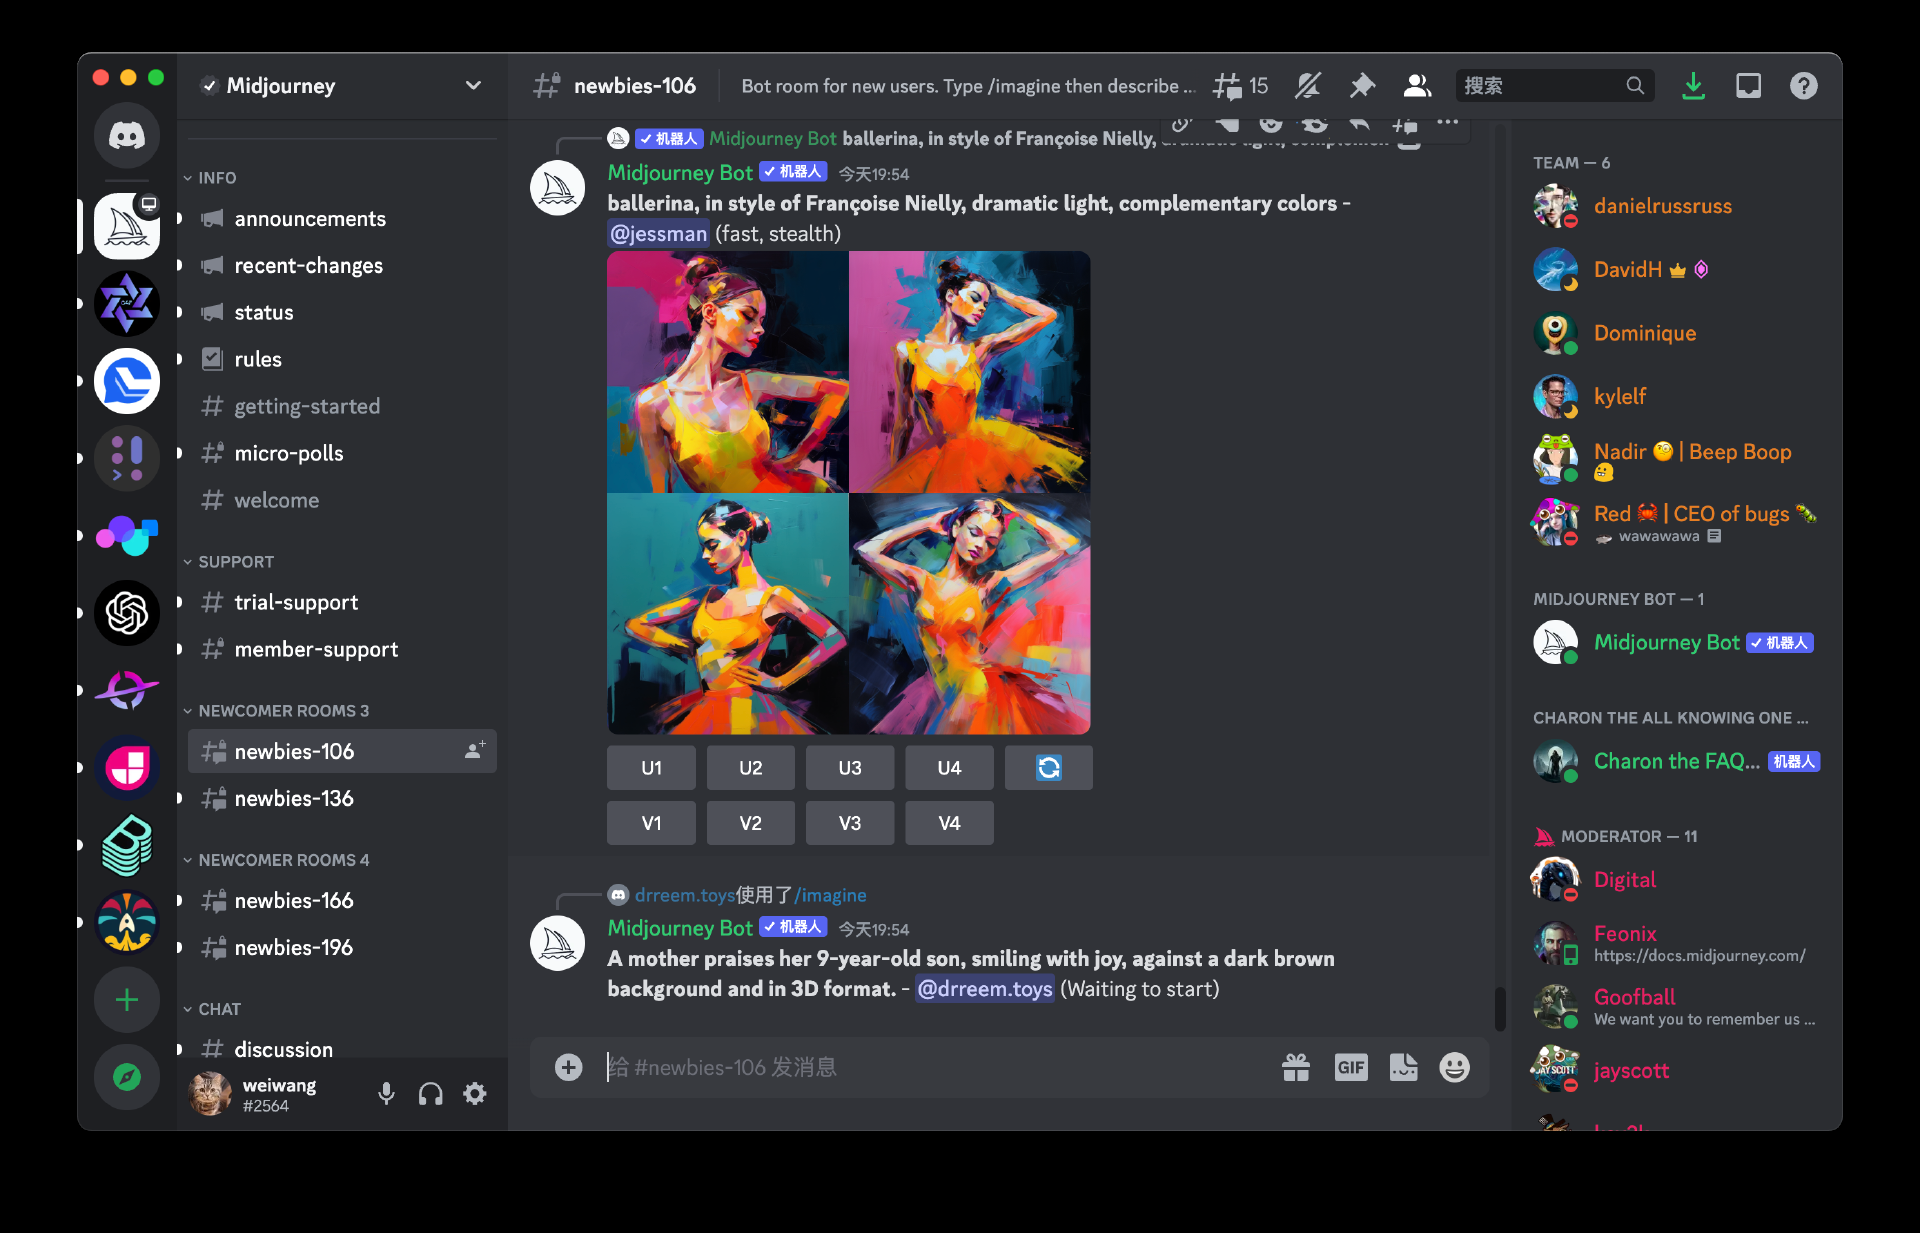 Midjourney
newbies-106
Bot room for new users. Type /imagine then describe ...
15
搜索
INFO
announcements
recent-changes
status
rules
getting-started
micro-polls
welcome
SUPPORT
trial-support
member-support
NEWCOMER ROOMS 3
newbies-106
newbies-136
NEWCOMER ROOMS 4
newbies-166
newbies-196
CHAT
discussion
weiwang
#2564
机器人 Midjourney Bot ballerina, in style of Françoise Nielly,
Midjourney Bot 机器人 今天19:54
ballerina, in style of Françoise Nielly, dramatic light, complementary colors -
@jessman (fast, stealth)
U1 U2 U3 U4
V1 V2 V3 V4
drreem.toys使用了/imagine
Midjourney Bot 机器人 今天19:54
A mother praises her 9-year-old son, smiling with joy, against a dark brown
background and in 3D format. - @drreem.toys (Waiting to start)
给 #newbies-106 发消息
GIF
TEAM — 6
danielrussruss
DavidH
Dominique
kylelf
Nadir 🧐 | Beep Boop
Red 🦀 | CEO of bugs 🐛
wawawawa
MIDJOURNEY BOT — 1
Midjourney Bot 机器人
CHARON THE ALL KNOWING ONE ...
Charon the FAQ... 机器人
MODERATOR — 11
Digital
Feonix
https://docs.midjourney.com/
Goofball
We want you to remember us ...
JAY SCOTT
jayscott